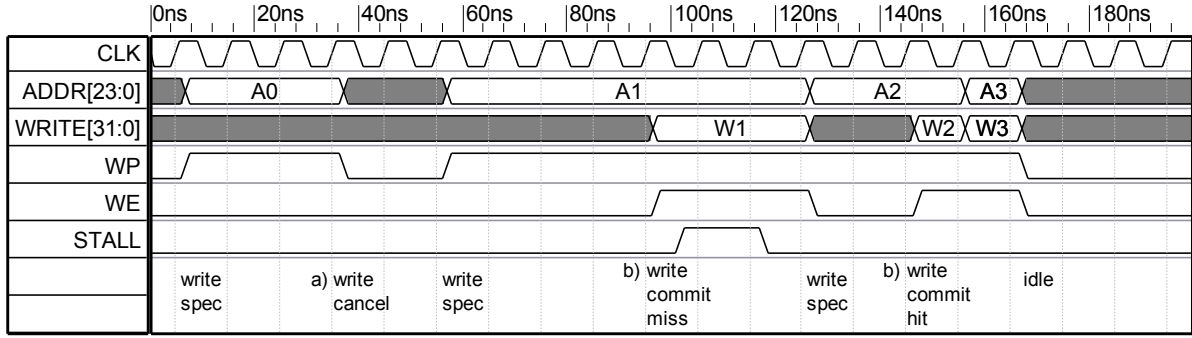 0ns 20ns 40ns 60ns 80ns 100ns 120ns 140ns 160ns 180ns
CLK
ADDR[23:0] A0 A1 A2 A3
WRITE[31:0] W1 W2 W3
WP
WE
STALL
write a) write write b) write write b) write idle
spec cancel spec commit spec commit
miss hit